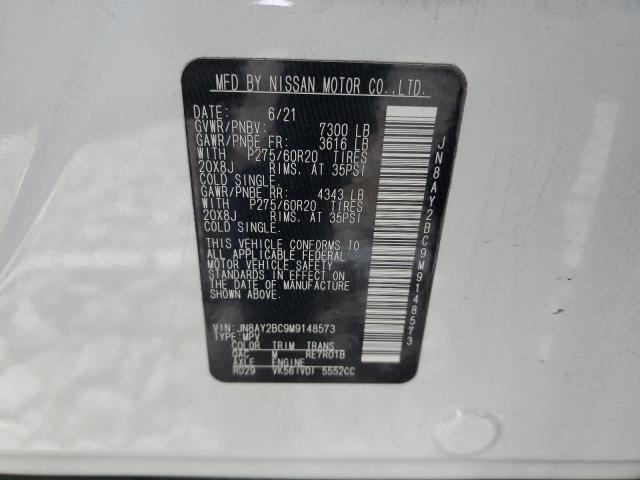 MFD BY NISSAN MOTOR CO.,LTD.
DATE: 6/21
GVWR/PNBV: 7300 LB
GAWR/PNBE FR: 3616 LB
WITH P275/60R20 TIRES
20X8J RIMS. AT 35PSI
COLD SINGLE.
GAWR/PNBE RR: 4343 LB
WITH P275/60R20 TIRES
20X8J RIMS. AT 35PSI
COLD SINGLE.
THIS VEHICLE CONFORMS TO
ALL APPLICABLE FEDERAL
MOTOR VEHICLE SAFETY
STANDARDS IN EFFECT ON
THE DATE OF MANUFACTURE
SHOWN ABOVE.
VIN: JN8AY2BC9M9148573
TYPE: MPV
COLOR TRIM TRANS
QAC M RE7R01B
AXLE ENGINE
RD29 VK56(VD) 5552CC
JN8AY2BC9M9148573